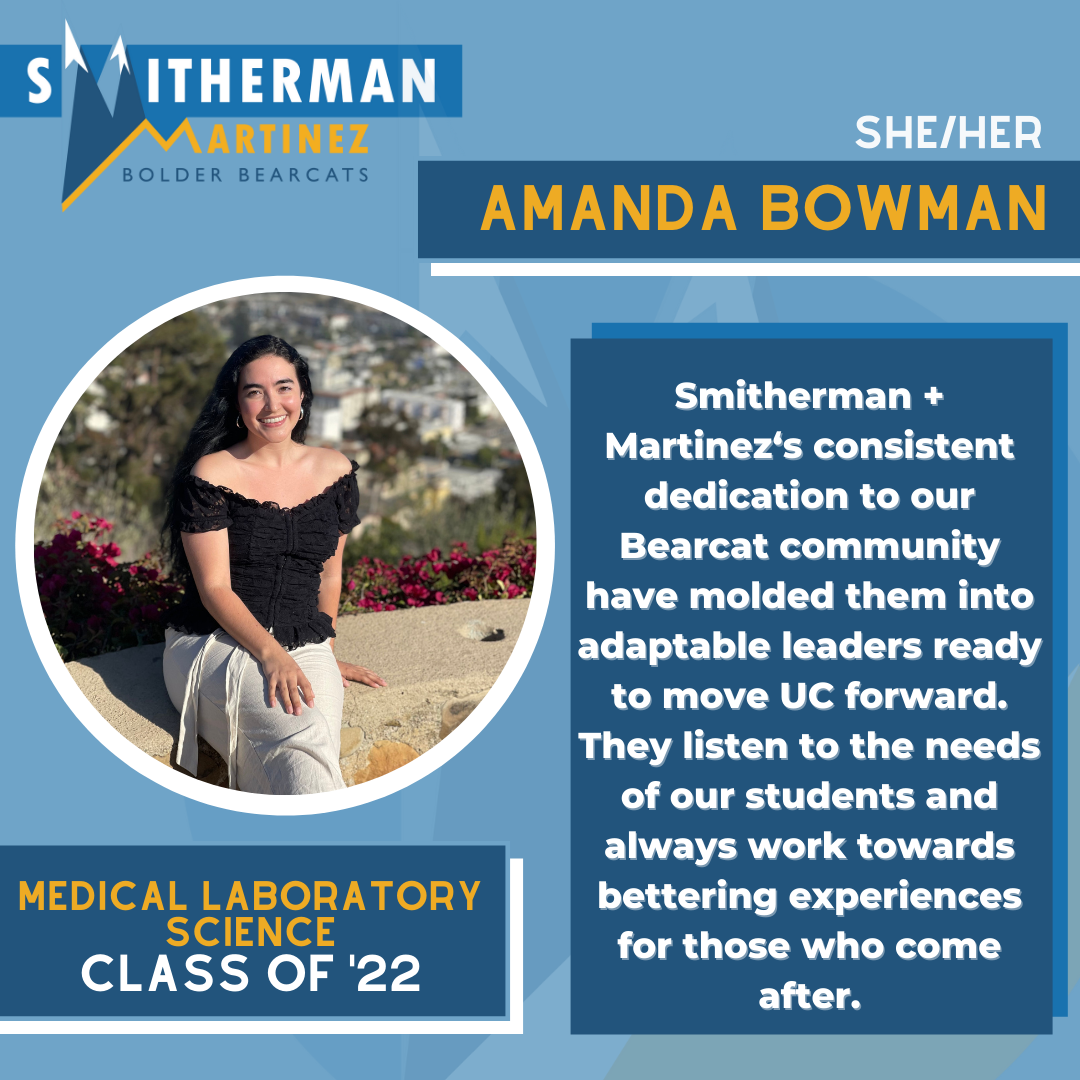 SMITHERMAN
MARTINEZ
BOLDER BEARCATS
SHE/HER
AMANDA BOWMAN
Smitherman +
Martinez‘s consistent
dedication to our
Bearcat community
have molded them into
adaptable leaders ready
to move UC forward.
They listen to the needs
of our students and
always work towards
bettering experiences
for those who come
after.
MEDICAL LABORATORY
SCIENCE
CLASS OF '22